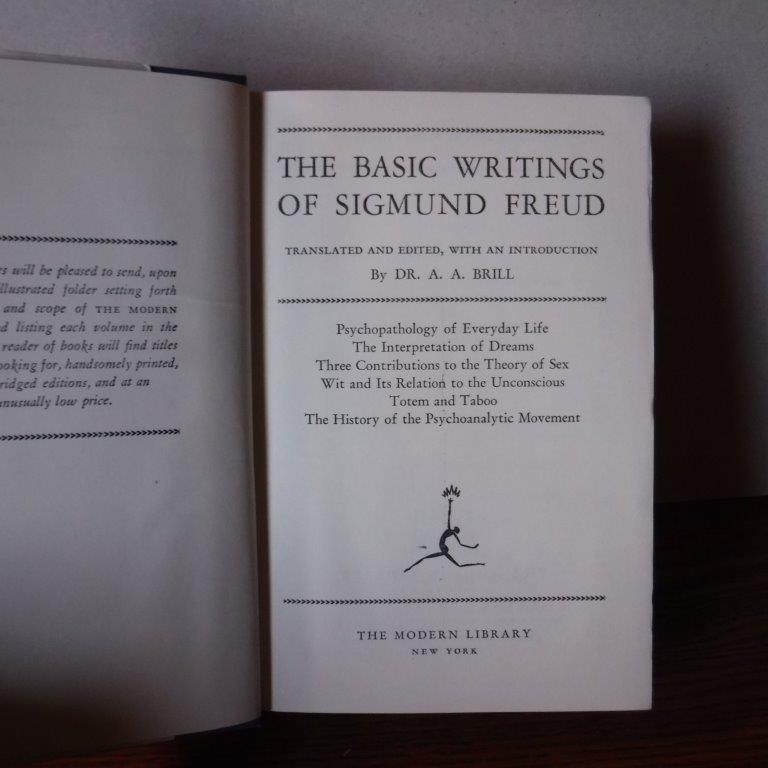 s will be pleased to send, upon
llustrated folder setting forth
and scope of THE MODERN
d listing each volume in the
reader of books will find titles
ooking for, handsomely printed,
ridged editions, and at an
nusually low price.
THE BASIC WRITINGS
OF SIGMUND FREUD
TRANSLATED AND EDITED, WITH AN INTRODUCTION
By DR. A. A. BRILL
Psychopathology of Everyday Life
The Interpretation of Dreams
Three Contributions to the Theory of Sex
Wit and Its Relation to the Unconscious
Totem and Taboo
The History of the Psychoanalytic Movement
THE MODERN LIBRARY
NEW YORK